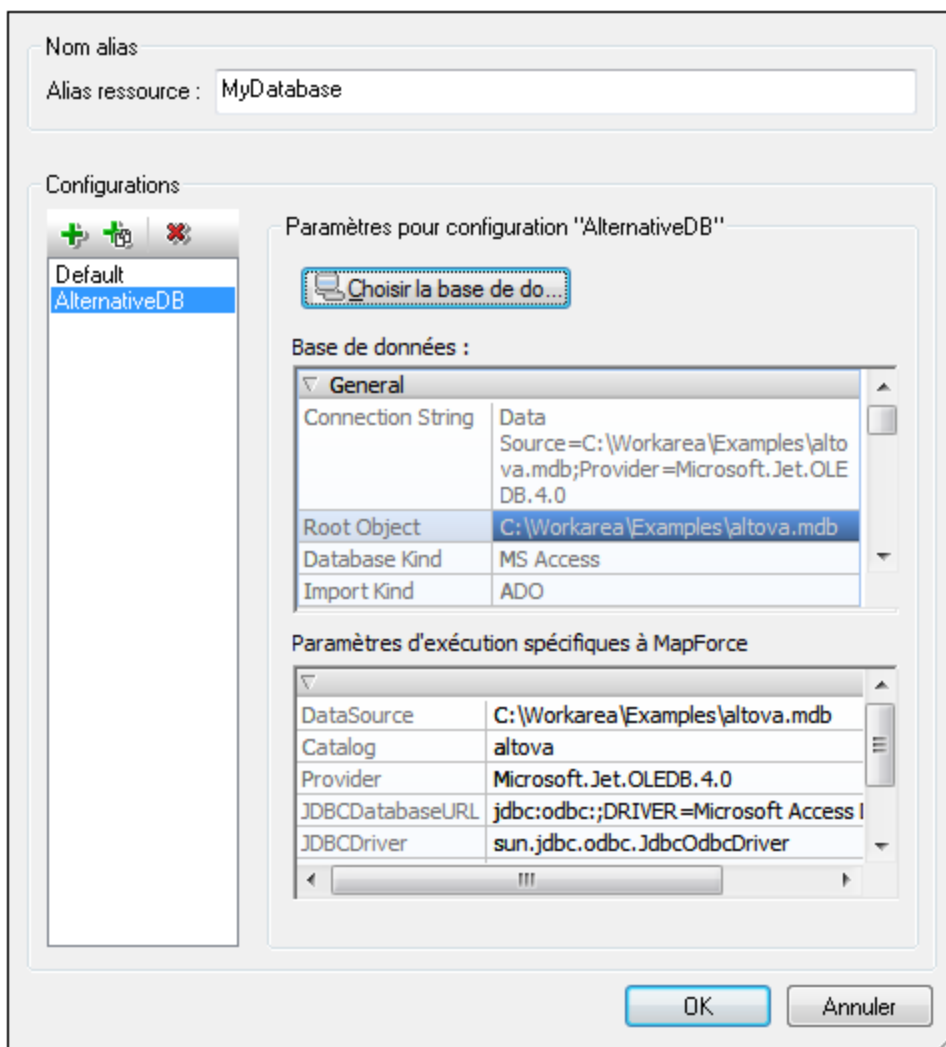 Nom alias
Alias ressource : MyDatabase
Configurations
Default
AlternativeDB
Paramètres pour configuration "AlternativeDB"
Choisir la base de do...
Base de données :
General
Connection String Data
Source=C:\Workarea\Examples\alto
va.mdb;Provider=Microsoft.Jet.OLE
DB.4.0
Root Object C:\Workarea\Examples\altova.mdb
Database Kind MS Access
Import Kind ADO
Paramètres d'exécution spécifiques à MapForce
DataSource C:\Workarea\Examples\altova.mdb
Catalog altova
Provider Microsoft.Jet.OLEDB.4.0
JDBCDatabaseURL jdbc:odbc:;DRIVER=Microsoft Access
JDBCDriver sun.jdbc.odbc.JdbcOdbcDriver
OK Annuler